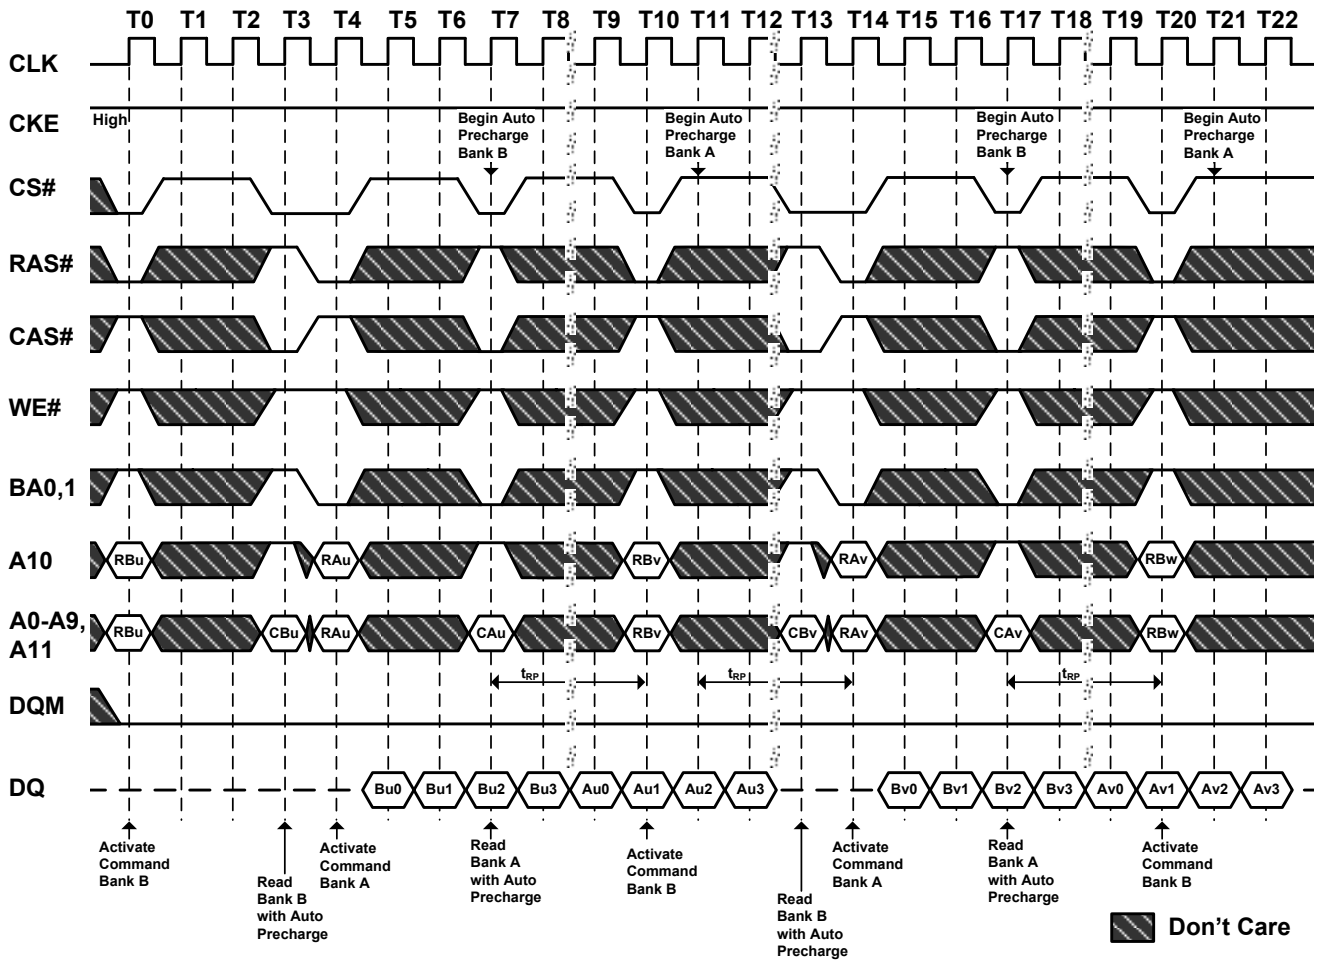 T0 T1 T2 T3 T4 T5 T6 T7 T8 T9 T10 T11 T12 T13 T14 T15 T16 T17 T18 T19 T20 T21 T22
CLK
CKE
High
Begin Auto
Precharge
Bank B
Begin Auto
Precharge
Bank A
Begin Auto
Precharge
Bank B
Begin Auto
Precharge
Bank A
CS#
RAS#
CAS#
WE#
BA0,1
A10
RBu RAu RBv RAv RBw
A0-A9,
A11
RBu CBu RAu CAu RBv CBv RAv CAv RBw
tRP tRP tRP
DQM
DQ
Bu0 Bu1 Bu2 Bu3 Au0 Au1 Au2 Au3 Bv0 Bv1 Bv2 Bv3 Av0 Av1 Av2 Av3
Activate
Command
Bank B
Read
Bank B
with Auto
Precharge
Activate
Command
Bank A
Read
Bank A
with Auto
Precharge
Activate
Command
Bank B
Read
Bank B
with Auto
Precharge
Activate
Command
Bank A
Read
Bank A
with Auto
Precharge
Activate
Command
Bank B
Don't Care